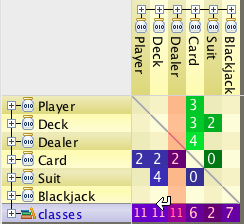 Player
Deck
Dealer
Card
Suit
Blackjack
Player 3
Deck 3 2
Dealer 4
Card 2 2 2 0
Suit 4 0
Blackjack
classes 11 11 11 6 2 7